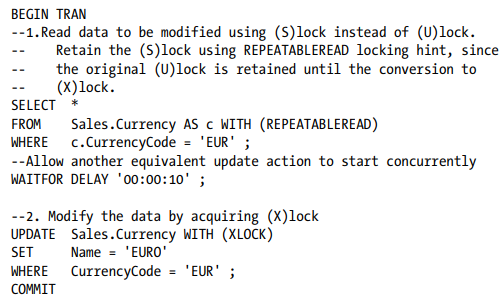 BEGIN TRAN
--1.Read data to be modified using (S)lock instead of (U)lock.
--    Retain the (S)lock using REPEATABLEREAD locking hint, since
--    the original (U)lock is retained until the conversion to
--    (X)lock.
SELECT  *
FROM    Sales.Currency AS c WITH (REPEATABLEREAD)
WHERE   c.CurrencyCode = 'EUR' ;
--Allow another equivalent update action to start concurrently
WAITFOR DELAY '00:00:10' ;

--2. Modify the data by acquiring (X)lock
UPDATE  Sales.Currency WITH (XLOCK)
SET     Name = 'EURO'
WHERE   CurrencyCode = 'EUR' ;
COMMIT